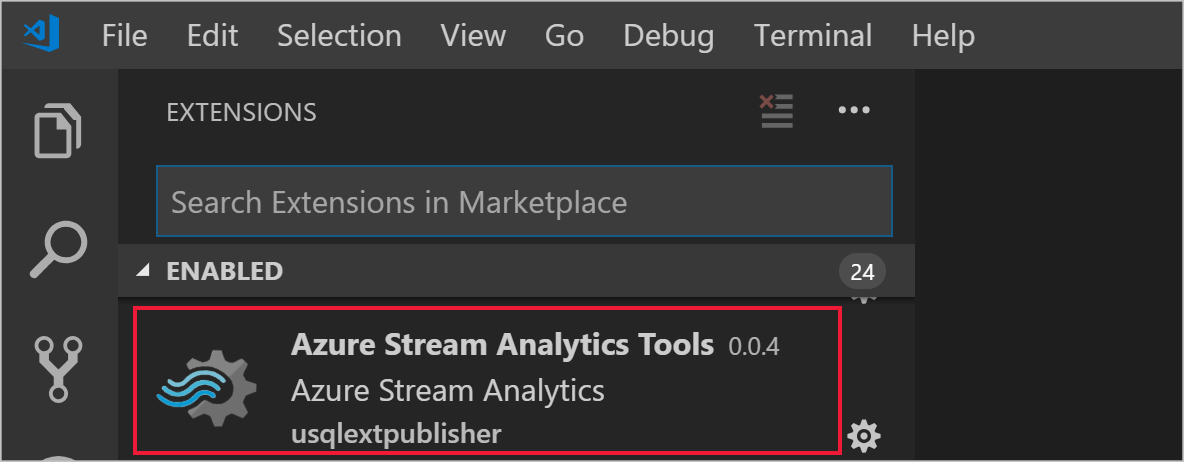 File Edit Selection View Go Debug Terminal Help
EXTENSIONS
Search Extensions in Marketplace
ENABLED 24
Azure Stream Analytics Tools 0.0.4
Azure Stream Analytics
usqlextpublisher